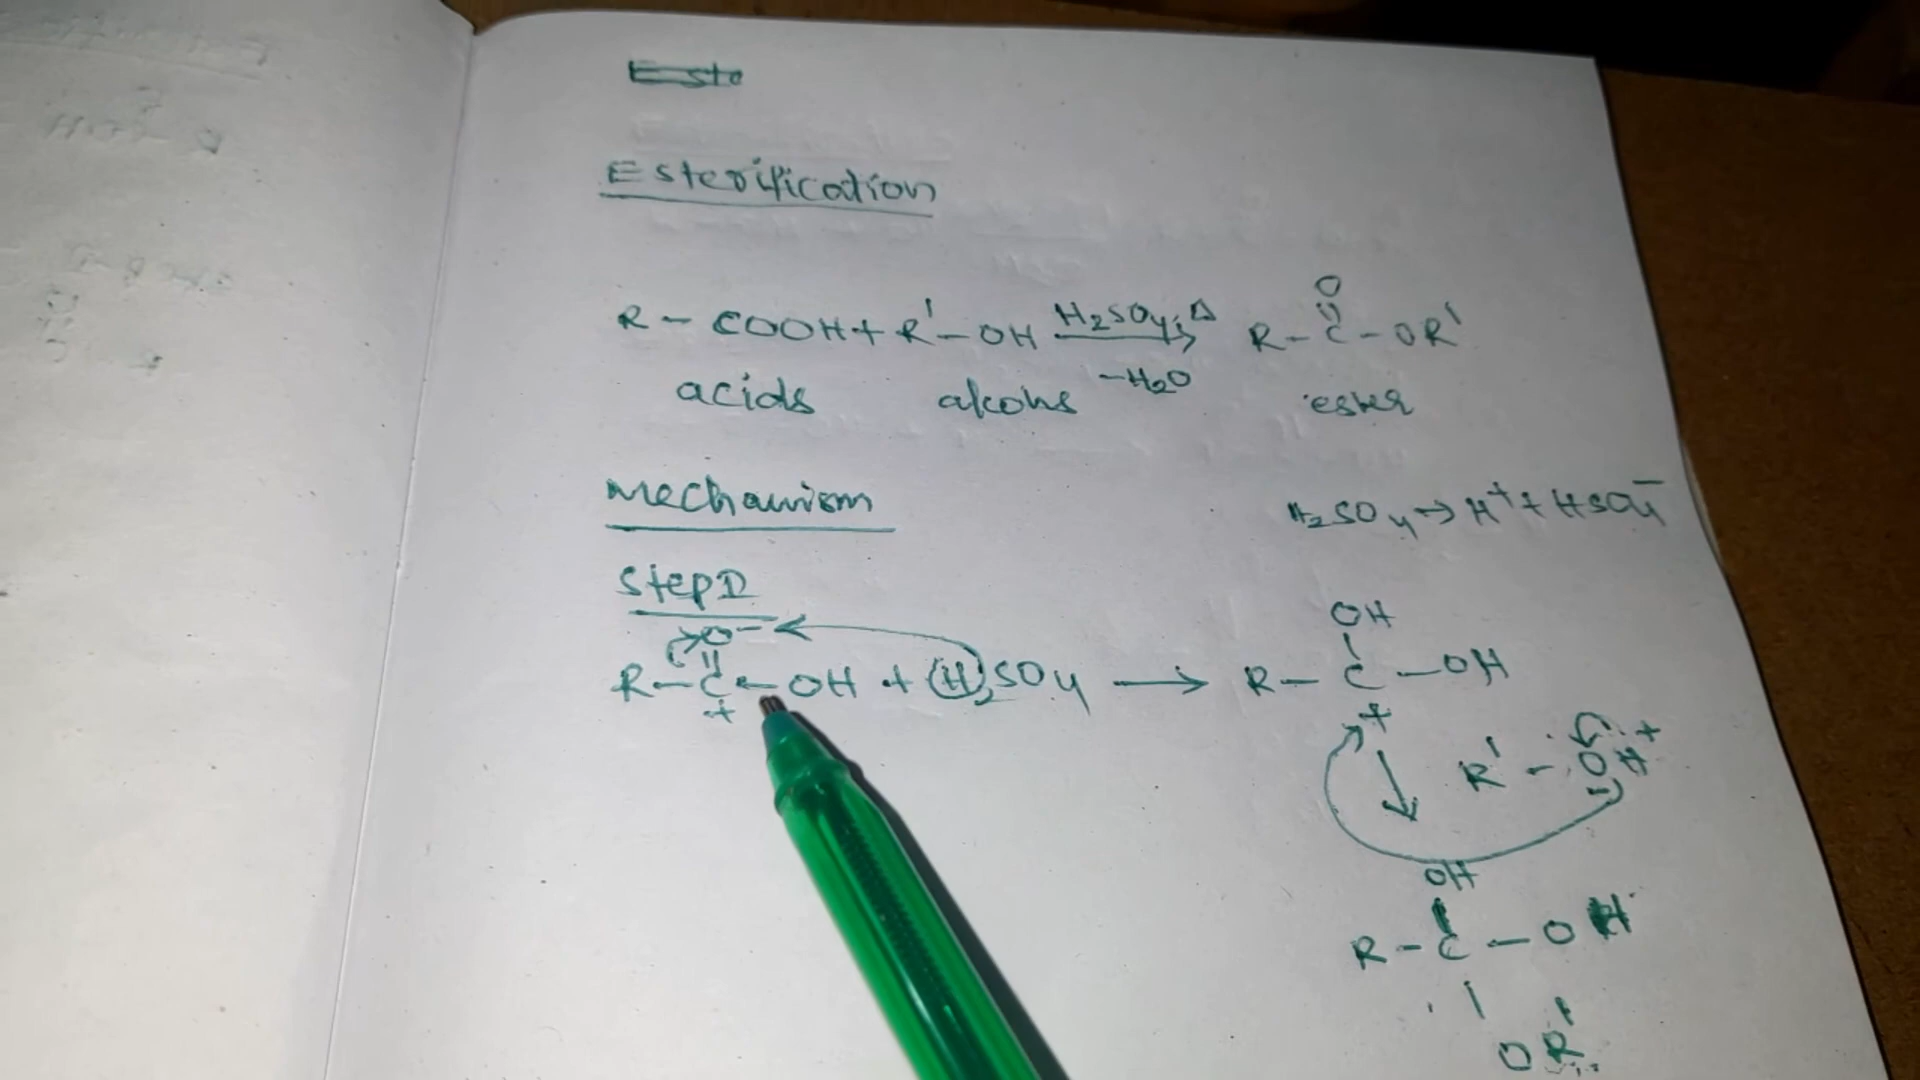 Este
Esterification
R - COOH + R' - OH H2SO4, Δ → R - C - OR'
O
||
-H2O
acids alcohs ester
Mechanism
H2SO4 → H+ + HSO4-
Step I
O-
||
R - C - OH + H2SO4 → R - C - OH
+
OH
|
+
R' - OH +
OH
R - C - OH
|
OR'